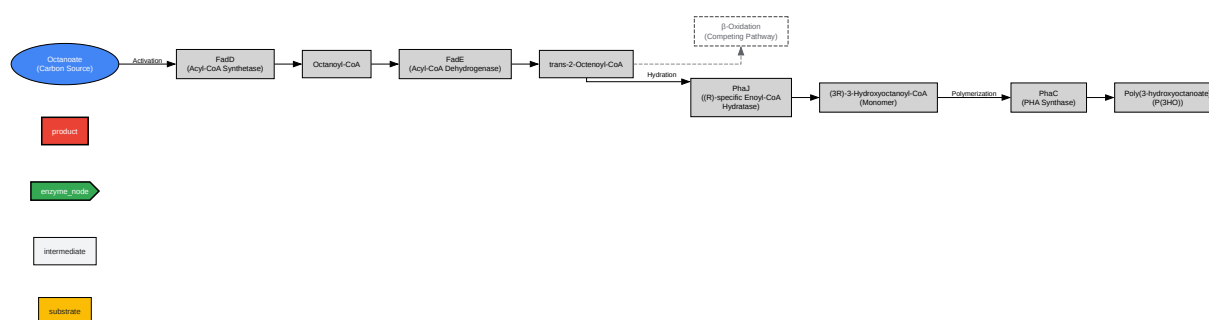 β-Oxidation
(Competing Pathway)
Octanoate
(Carbon Source)
Activation
FadD
(Acyl-CoA Synthetase)
Octanoyl-CoA
FadE
(Acyl-CoA Dehydrogenase)
trans-2-Octenoyl-CoA
Hydration
PhaJ
((R)-specific Enoyl-CoA
Hydratase)
(3R)-3-Hydroxyoctanoyl-CoA
(Monomer)
Polymerization
PhaC
(PHA Synthase)
Poly(3-hydroxyoctanoate
(P(3HO))
product
enzyme_node
intermediate
substrate